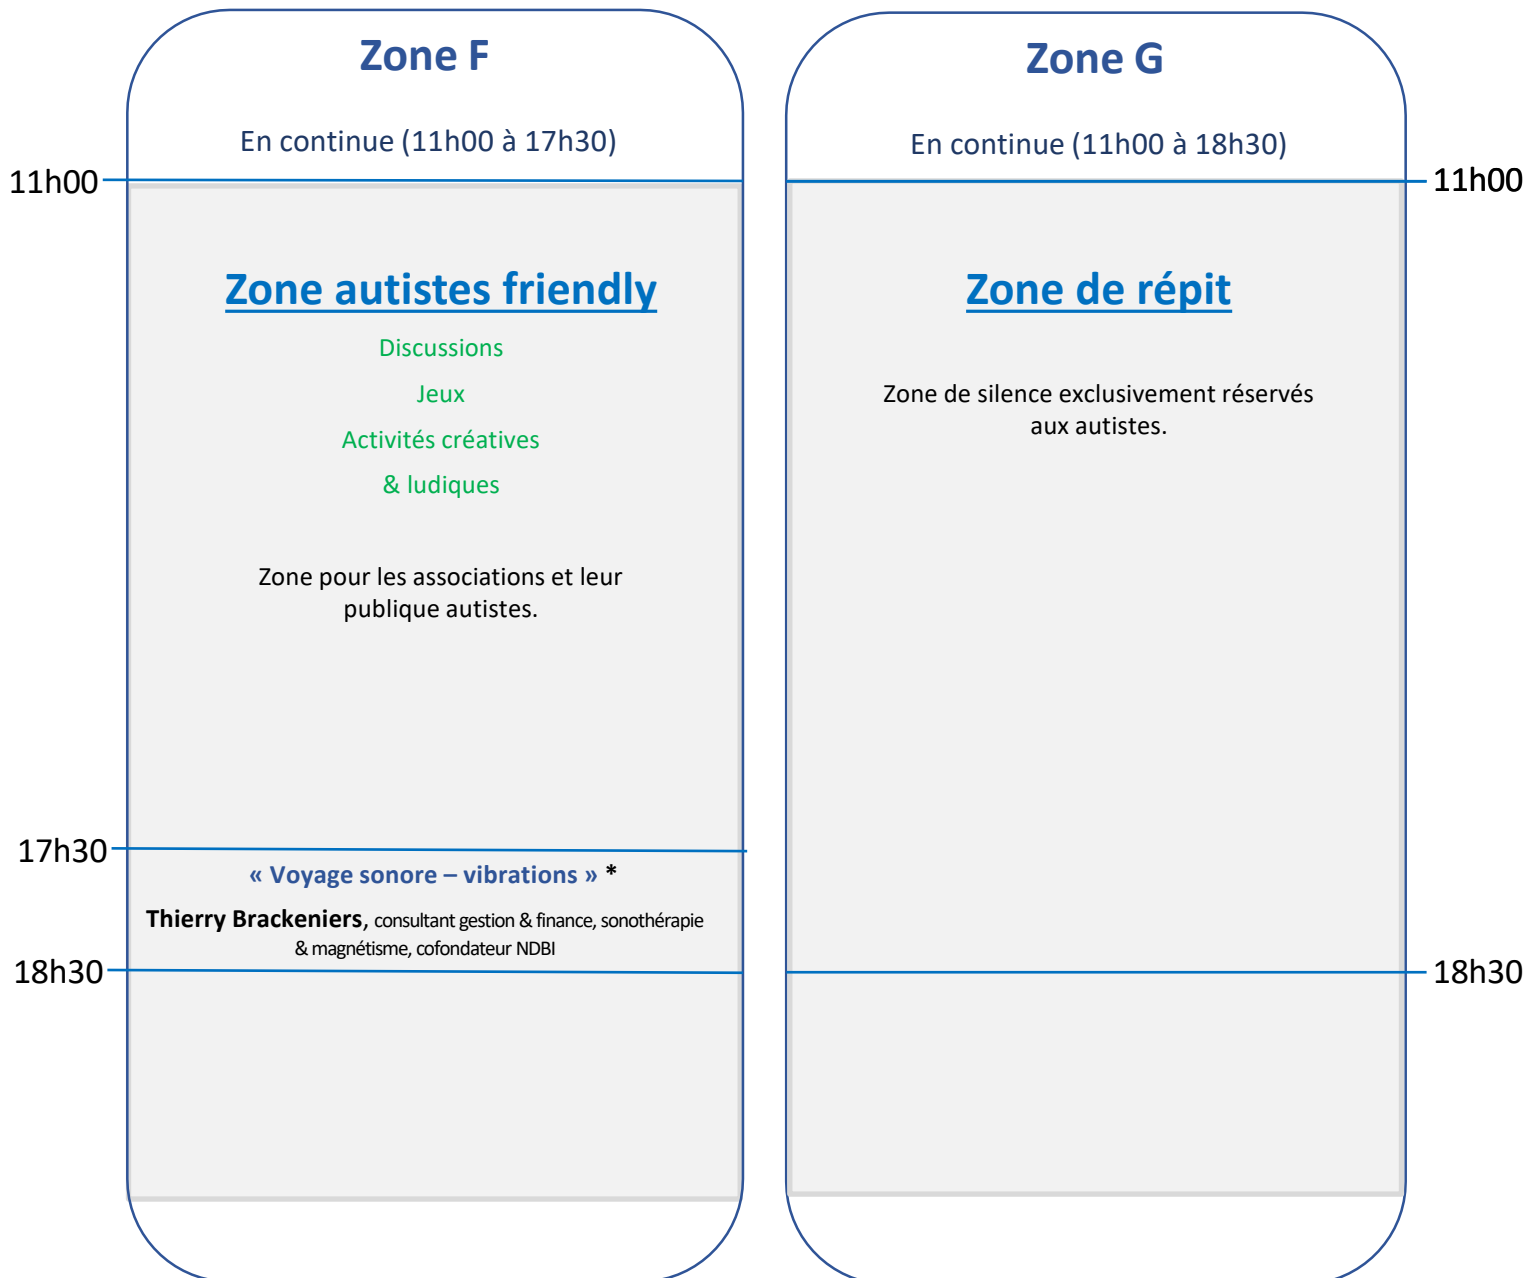 Zone F
En continue (11h00 à 17h30)
11h00
Zone autistes friendly
Discussions
Jeux
Activités créatives
& ludiques
Zone pour les associations et leur
publique autistes.
17h30
« Voyage sonore – vibrations » *
Thierry Brackeniers, consultant gestion & finance, sonothérapie
& magnétisme, cofondateur NDBI
18h30
Zone G
En continue (11h00 à 18h30)
11h00
Zone de répit
Zone de silence exclusivement réservés
aux autistes.
18h30